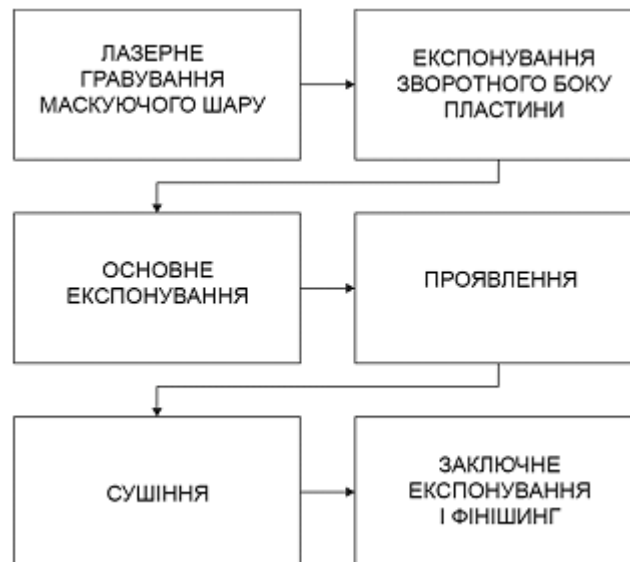 ЛАЗЕРНЕ
ГРАВУВАННЯ
МАСКУЮЧОГО ШАРУ
ЕКСПОНУВАННЯ
ЗВОРОТНОГО БОКУ
ПЛАСТИНИ
ОСНОВНЕ
ЕКСПОНУВАННЯ
ПРОЯВЛЕННЯ
СУШІННЯ
ЗАКЛЮЧНЕ
ЕКСПОНУВАННЯ
І ФІНІШИНГ